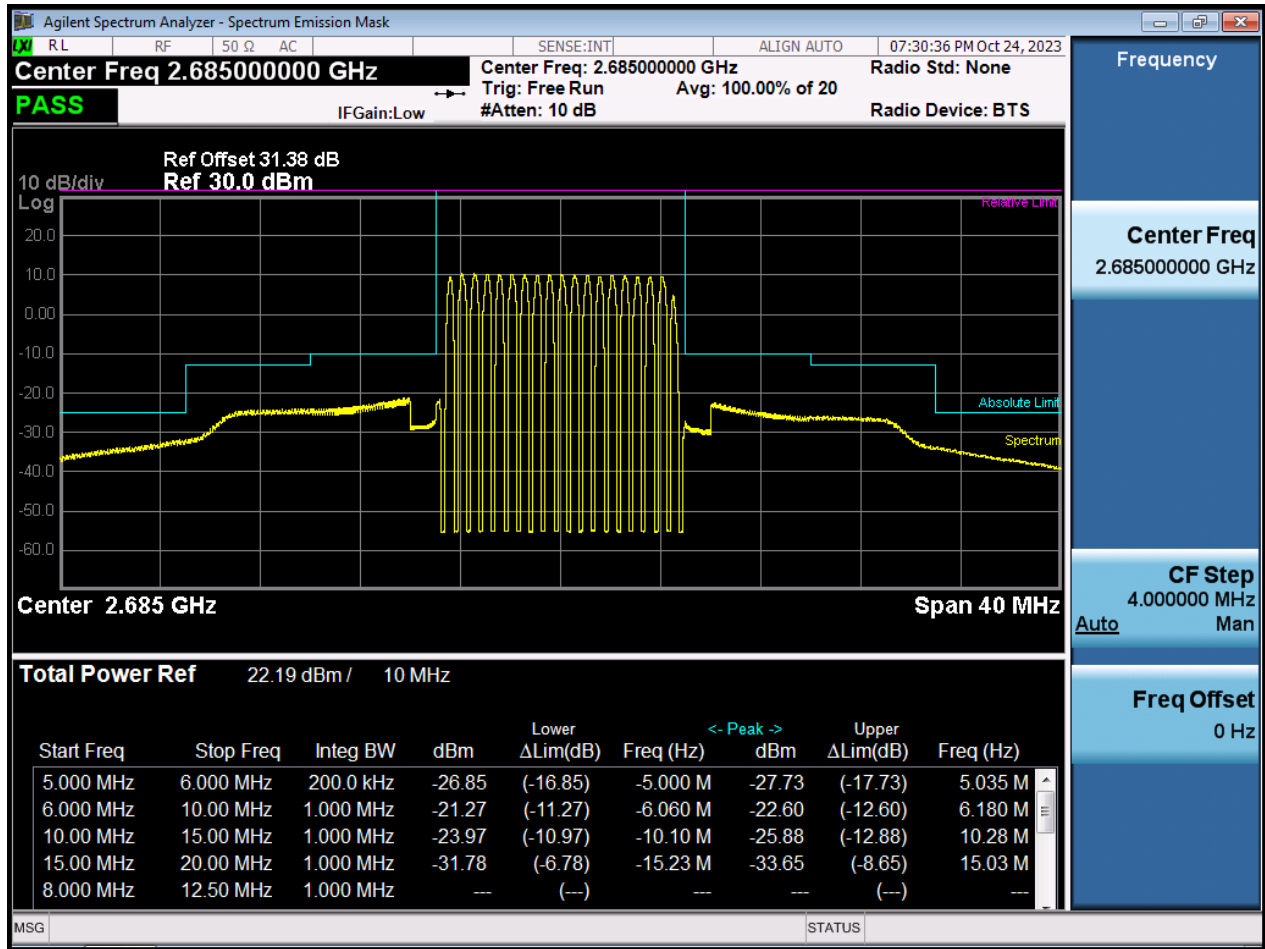 Agilent Spectrum Analyzer - Spectrum Emission Mask
LXI RL RF 50 Ω AC SENSE:INT ALIGN AUTO 07:30:36 PM Oct 24, 2023
Center Freq 2.685000000 GHz
PASS
IFGain:Low
Center Freq: 2.685000000 GHz
Trig: Free Run Avg: 100.00% of 20
#Atten: 10 dB
Radio Std: None
Radio Device: BTS
Ref Offset 31.38 dB
10 dB/div Ref 30.0 dBm
Log
Relative Limit
20.0
10.0
0.00
-10.0
-20.0
Absolute Limit
-30.0
Spectrum
-40.0
-50.0
-60.0
Center 2.685 GHz Span 40 MHz
Total Power Ref 22.19 dBm / 10 MHz
Lower <- Peak -> Upper
Start Freq Stop Freq Integ BW dBm ΔLim(dB) Freq (Hz) dBm ΔLim(dB) Freq (Hz)
5.000 MHz 6.000 MHz 200.0 kHz -26.85 (-16.85) -5.000 M -27.73 (-17.73) 5.035 M
6.000 MHz 10.00 MHz 1.000 MHz -21.27 (-11.27) -6.060 M -22.60 (-12.60) 6.180 M
10.00 MHz 15.00 MHz 1.000 MHz -23.97 (-10.97) -10.10 M -25.88 (-12.88) 10.28 M
15.00 MHz 20.00 MHz 1.000 MHz -31.78 (-6.78) -15.23 M -33.65 (-8.65) 15.03 M
8.000 MHz 12.50 MHz 1.000 MHz --- (---) --- --- (---) ---
MSG STATUS
Frequency
Center Freq
2.685000000 GHz
CF Step
4.000000 MHz
Auto Man
Freq Offset
0 Hz